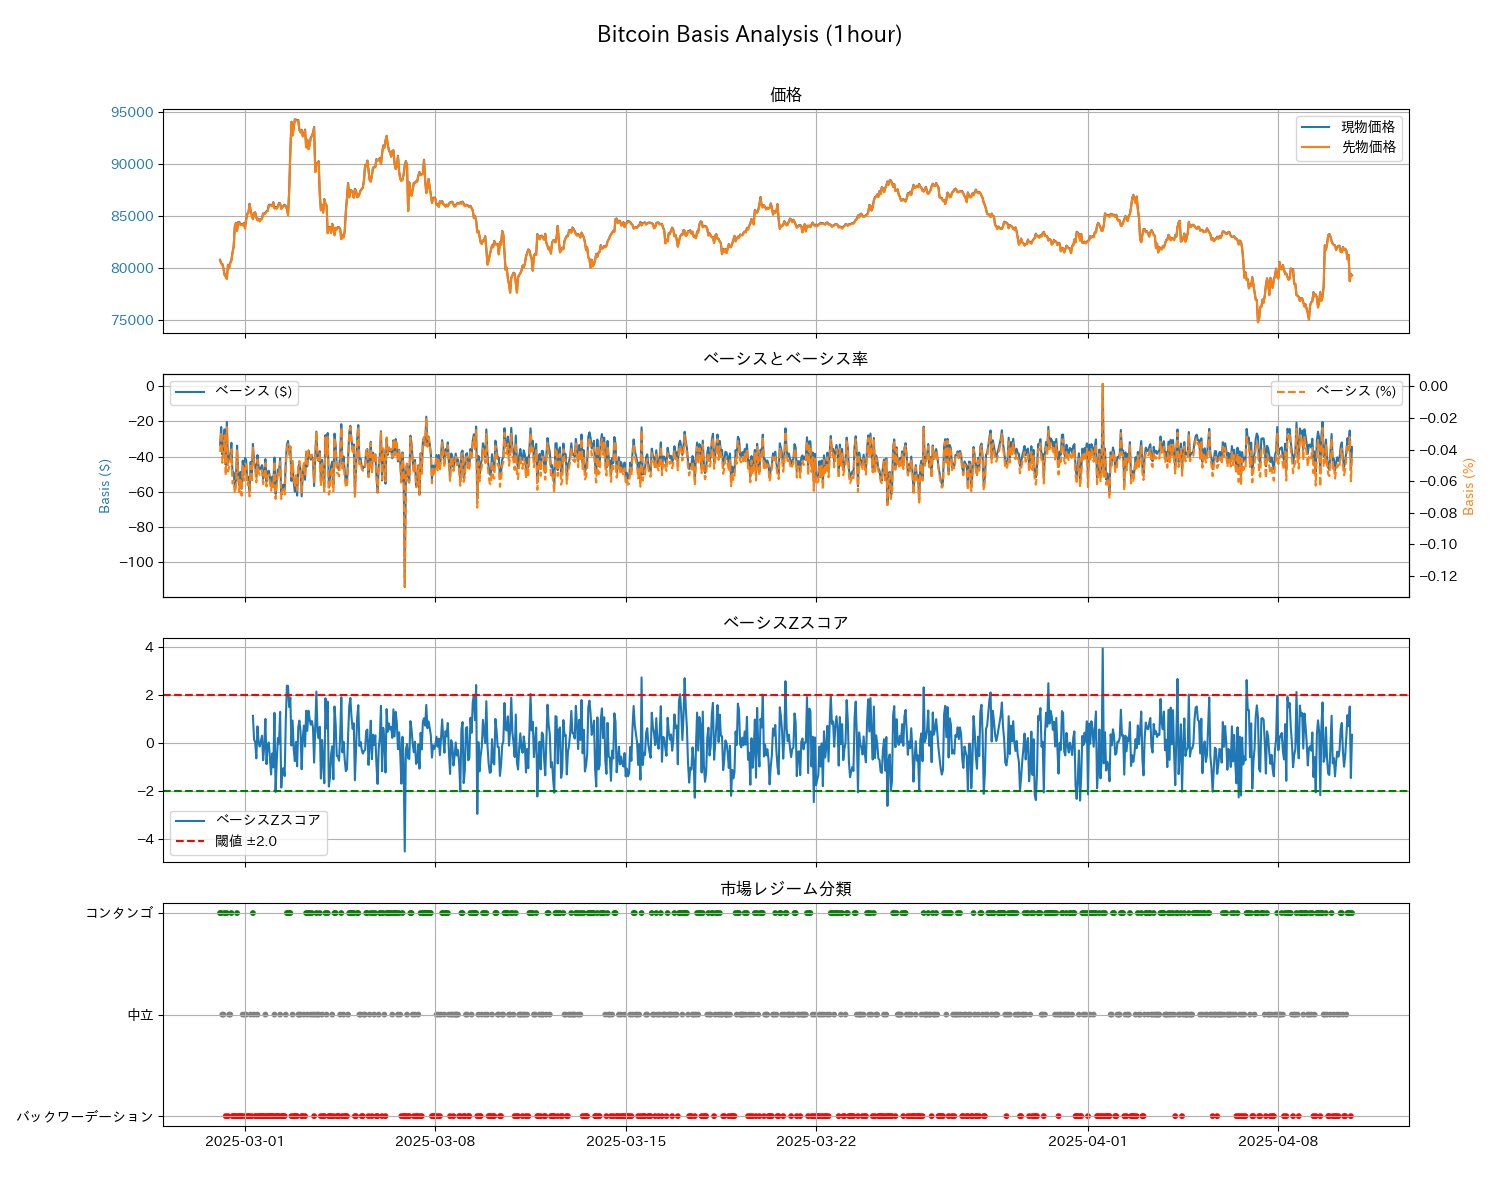 Bitcoin Basis Analysis (1hour)
価格
95000
90000
85000
80000
75000
現物価格
先物価格
ベーシスとベーシス率
0
−20
−40
−60
−80
−100
Basis ($)
ベーシス ($)
ベーシス (%)
0.00
−0.02
−0.04
−0.06
−0.08
−0.10
−0.12
Basis (%)
ベーシスZスコア
4
2
0
−2
−4
ベーシスZスコア
閾値 ±2.0
市場レジーム分類
コンタンゴ
中立
バックワーデーション
2025-03-01
2025-03-08
2025-03-15
2025-03-22
2025-04-01
2025-04-08